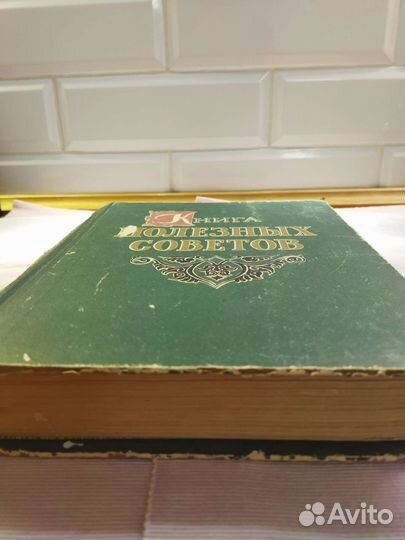 Книга
полезных
советов
Avito